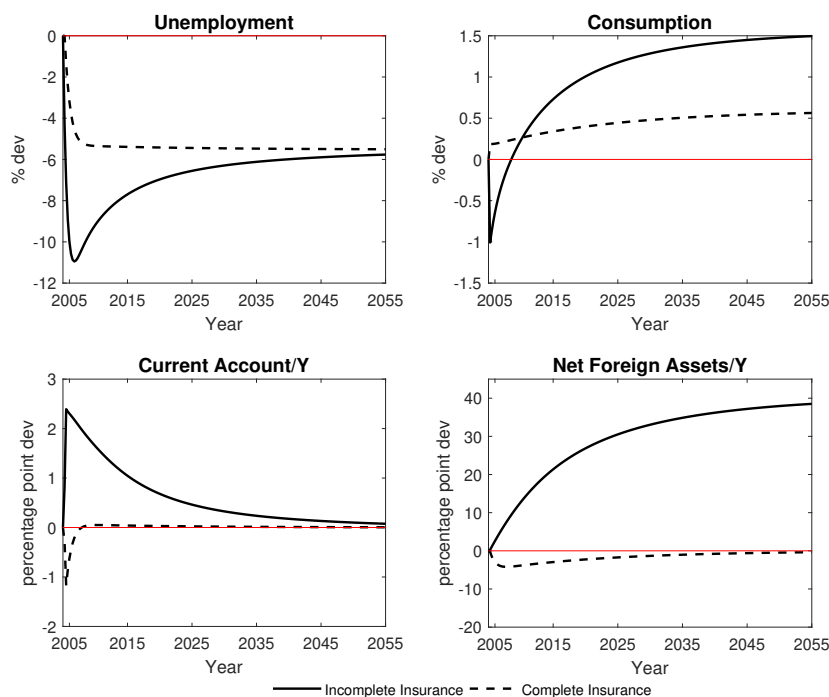 Unemployment
% dev
0
-2
-4
-6
-8
-10
-12
2005 2015 2025 2035 2045 2055
Year
Consumption
% dev
1.5
1
0.5
0
-0.5
-1
-1.5
2005 2015 2025 2035 2045 2055
Year
Current Account/Y
percentage point dev
3
2
1
0
-1
-2
2005 2015 2025 2035 2045 2055
Year
Net Foreign Assets/Y
percentage point dev
40
30
20
10
0
-10
-20
2005 2015 2025 2035 2045 2055
Year
Incomplete Insurance Complete Insurance